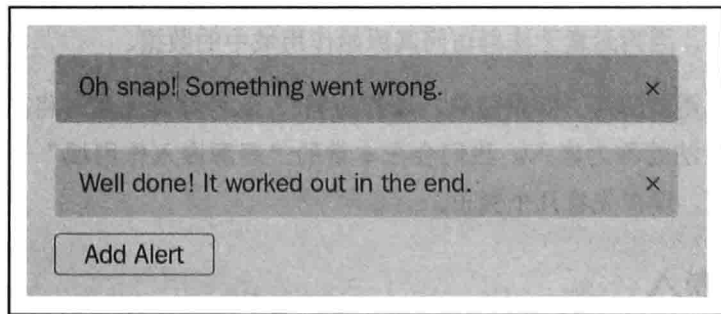 Oh snap! Something went wrong. ×
Well done! It worked out in the end. ×
Add Alert